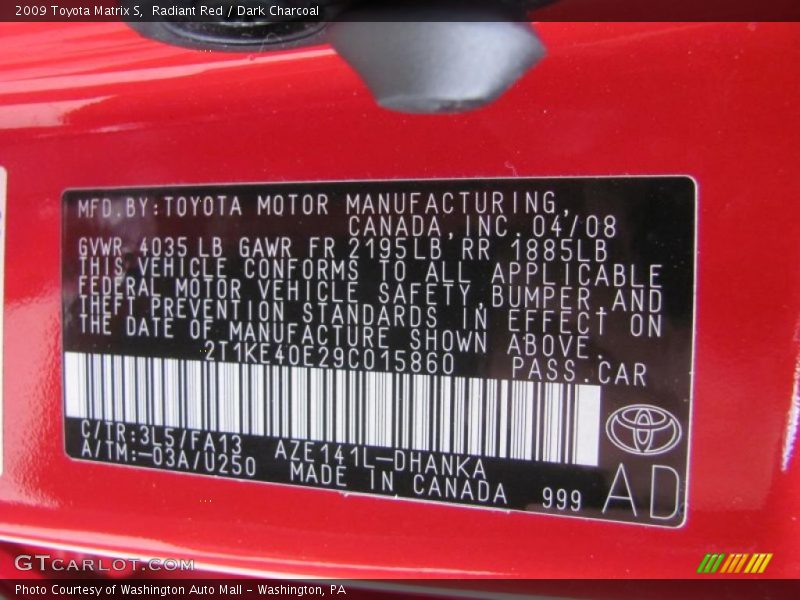 2009 Toyota Matrix S, Radiant Red / Dark Charcoal
MFD.BY:TOYOTA MOTOR MANUFACTURING,
CANADA,INC. 04/08
GVWR 4035 LB GAWR FR 2195LB,RR 1885LB
THIS VEHICLE CONFORMS TO ALL APPLICABLE
FEDERAL MOTOR VEHICLE SAFETY,BUMPER AND
THEFT PREVENTION STANDARDS IN EFFECT ON
THE DATE OF MANUFACTURE SHOWN ABOVE.
2T1KE40E29C015860 PASS.CAR
C/TR:3L5/FA13 AZE141L-DHANKA
A/TM:-03A/U250 MADE IN CANADA 999 AD
GTCARLOT.COM
Photo Courtesy of Washington Auto Mall - Washington, PA